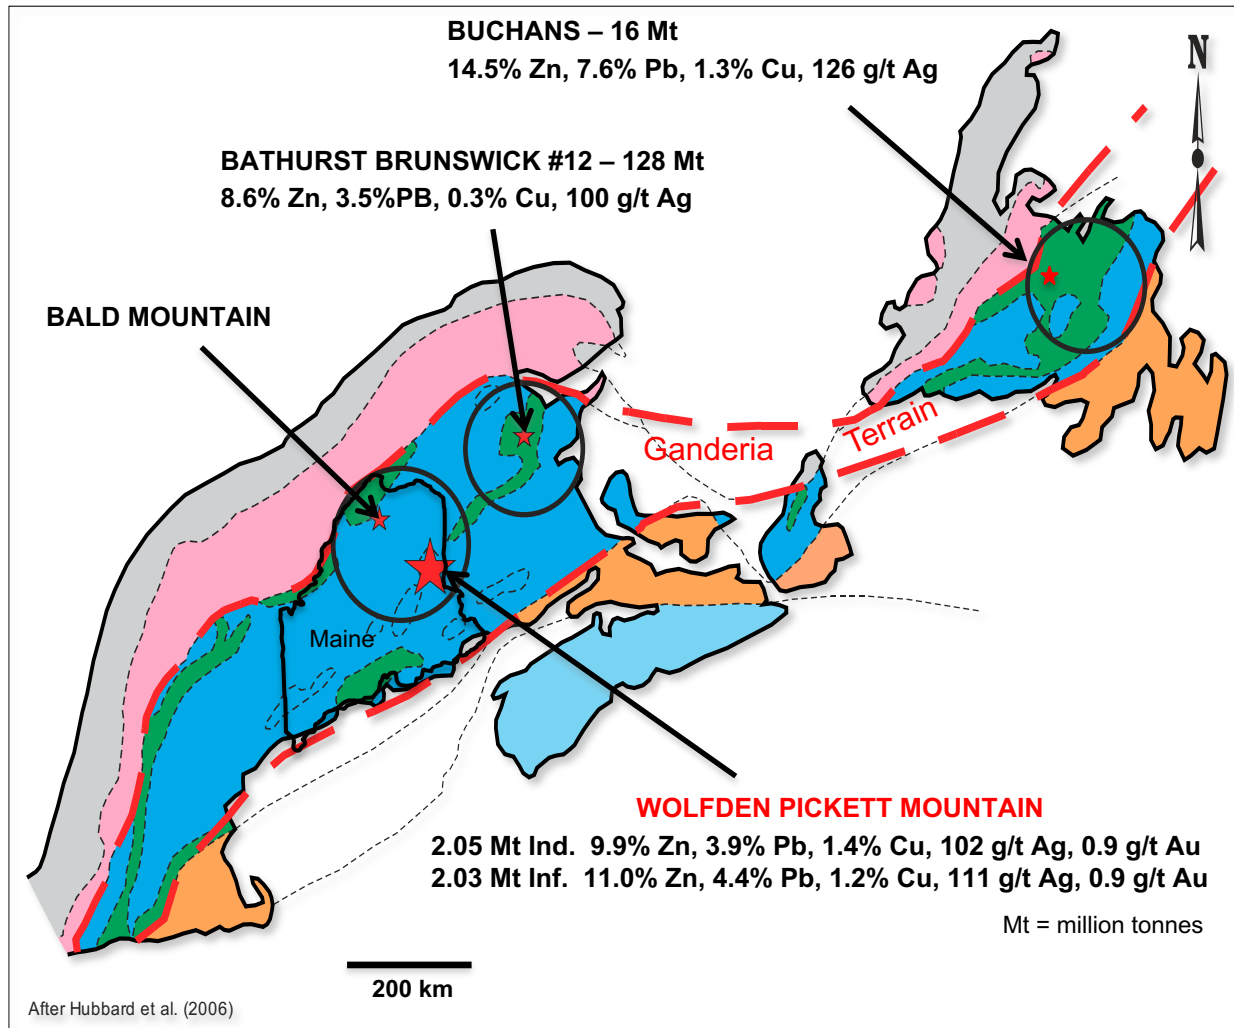 BUCHANS – 16 Mt
14.5% Zn, 7.6% Pb, 1.3% Cu, 126 g/t Ag
N
BATHURST BRUNSWICK #12 – 128 Mt
8.6% Zn, 3.5%PB, 0.3% Cu, 100 g/t Ag
BALD MOUNTAIN
Ganderia
Terrain
Maine
WOLFDEN PICKETT MOUNTAIN
2.05 Mt Ind. 9.9% Zn, 3.9% Pb, 1.4% Cu, 102 g/t Ag, 0.9 g/t Au
2.03 Mt Inf. 11.0% Zn, 4.4% Pb, 1.2% Cu, 111 g/t Ag, 0.9 g/t Au
Mt = million tonnes
200 km
After Hubbard et al. (2006)